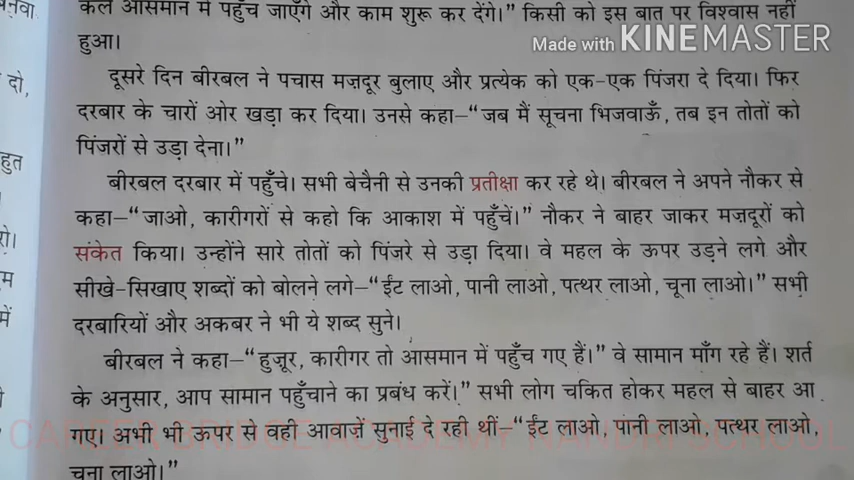 कल आसमान में पहुँच जाएँगे और काम शुरू कर देंगे।” किसी को इस बात पर विश्वास नहीं
हुआ।
Made with KINEMASTER
दूसरे दिन बीरबल ने पचास मज़दूर बुलाए और प्रत्येक को एक-एक पिंजरा दे दिया। फिर
दरबार के चारों ओर खड़ा कर दिया। उनसे कहा–“जब मैं सूचना भिजवाऊँ, तब इन तोतों को
पिंजरों से उड़ा देना।”
बीरबल दरबार में पहुँचे। सभी बेचैनी से उनकी प्रतीक्षा कर रहे थे। बीरबल ने अपने नौकर से
कहा–“जाओ, कारीगरों से कहो कि आकाश में पहुँचें।” नौकर ने बाहर जाकर मज़दूरों को
संकेत किया। उन्होंने सारे तोतों को पिंजरे से उड़ा दिया। वे महल के ऊपर उड़ने लगे और
सीखे-सिखाए शब्दों को बोलने लगे–“ईंट लाओ, पानी लाओ, पत्थर लाओ, चूना लाओ।” सभी
दरबारियों और अकबर ने भी ये शब्द सुने।
बीरबल ने कहा–“हुज़ूर, कारीगर तो आसमान में पहुँच गए हैं।” वे सामान माँग रहे हैं। शर्त
के अनुसार, आप सामान पहुँचाने का प्रबंध करें।” सभी लोग चकित होकर महल से बाहर आ
गए। अभी भी ऊपर से वही आवाज़ें सुनाई दे रही थीं–“ईंट लाओ, पानी लाओ, पत्थर लाओ,
CAREER BRIDGE ACADEMY SCHOOL
चूना लाओ।”